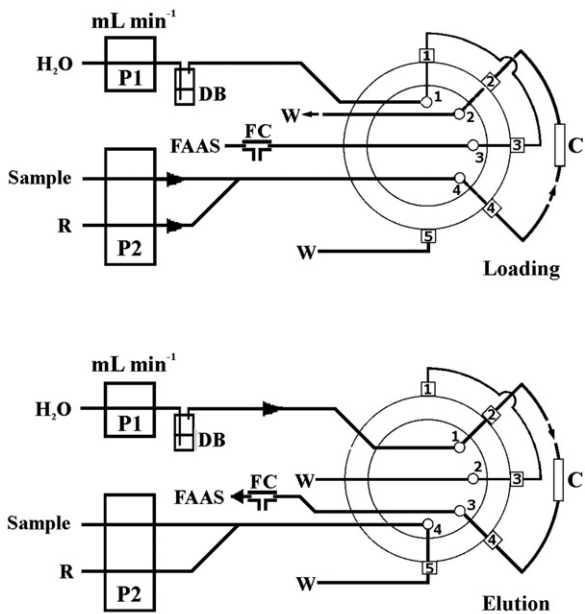 mL min⁻¹
H₂O P1 DB 1 1 2
W 2
FAAS FC 3 3 C
Sample 4
R P2 4
W 5
Loading
mL min⁻¹
H₂O P1 DB 1 1 2
W 2 3 C
FAAS FC 3
Sample 4 4
R P2 5
W
Elution